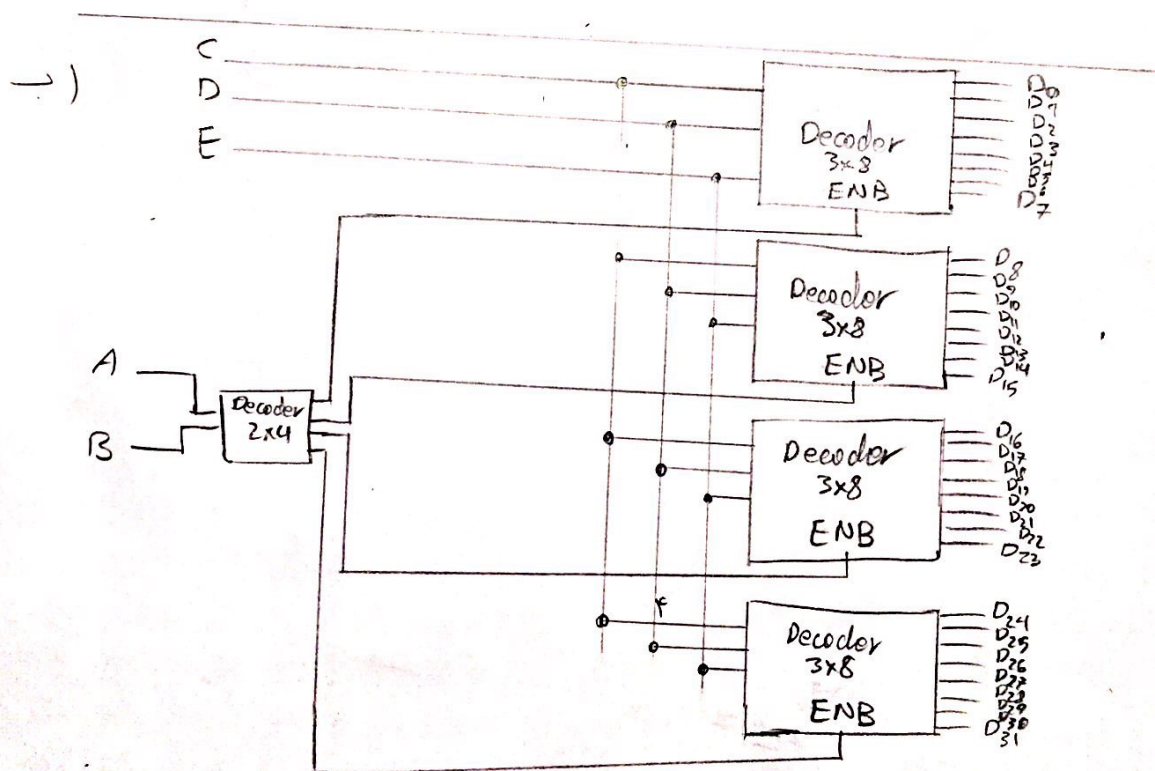 →)
C
D
E
Decoder
3x8
ENB
D0
D1
D2
D3
D4
D7
Decoder
3x8
ENB
D8
D9
D10
D11
D12
D13
D14
D15
A
B
Decoder
2x4
Decoder
3x8
ENB
D16
D17
D18
D19
D20
D21
D22
D23
Decoder
3x8
ENB
D24
D25
D26
D27
D28
D29
D30
D31